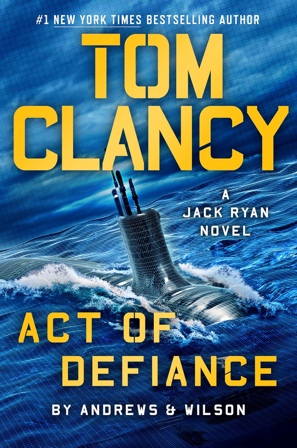 #1 NEW YORK TIMES BESTSELLING AUTHOR
TOM
CLANCY
A
JACK RYAN
NOVEL
ACT OF
DEFIANCE
BY ANDREWS & WILSON